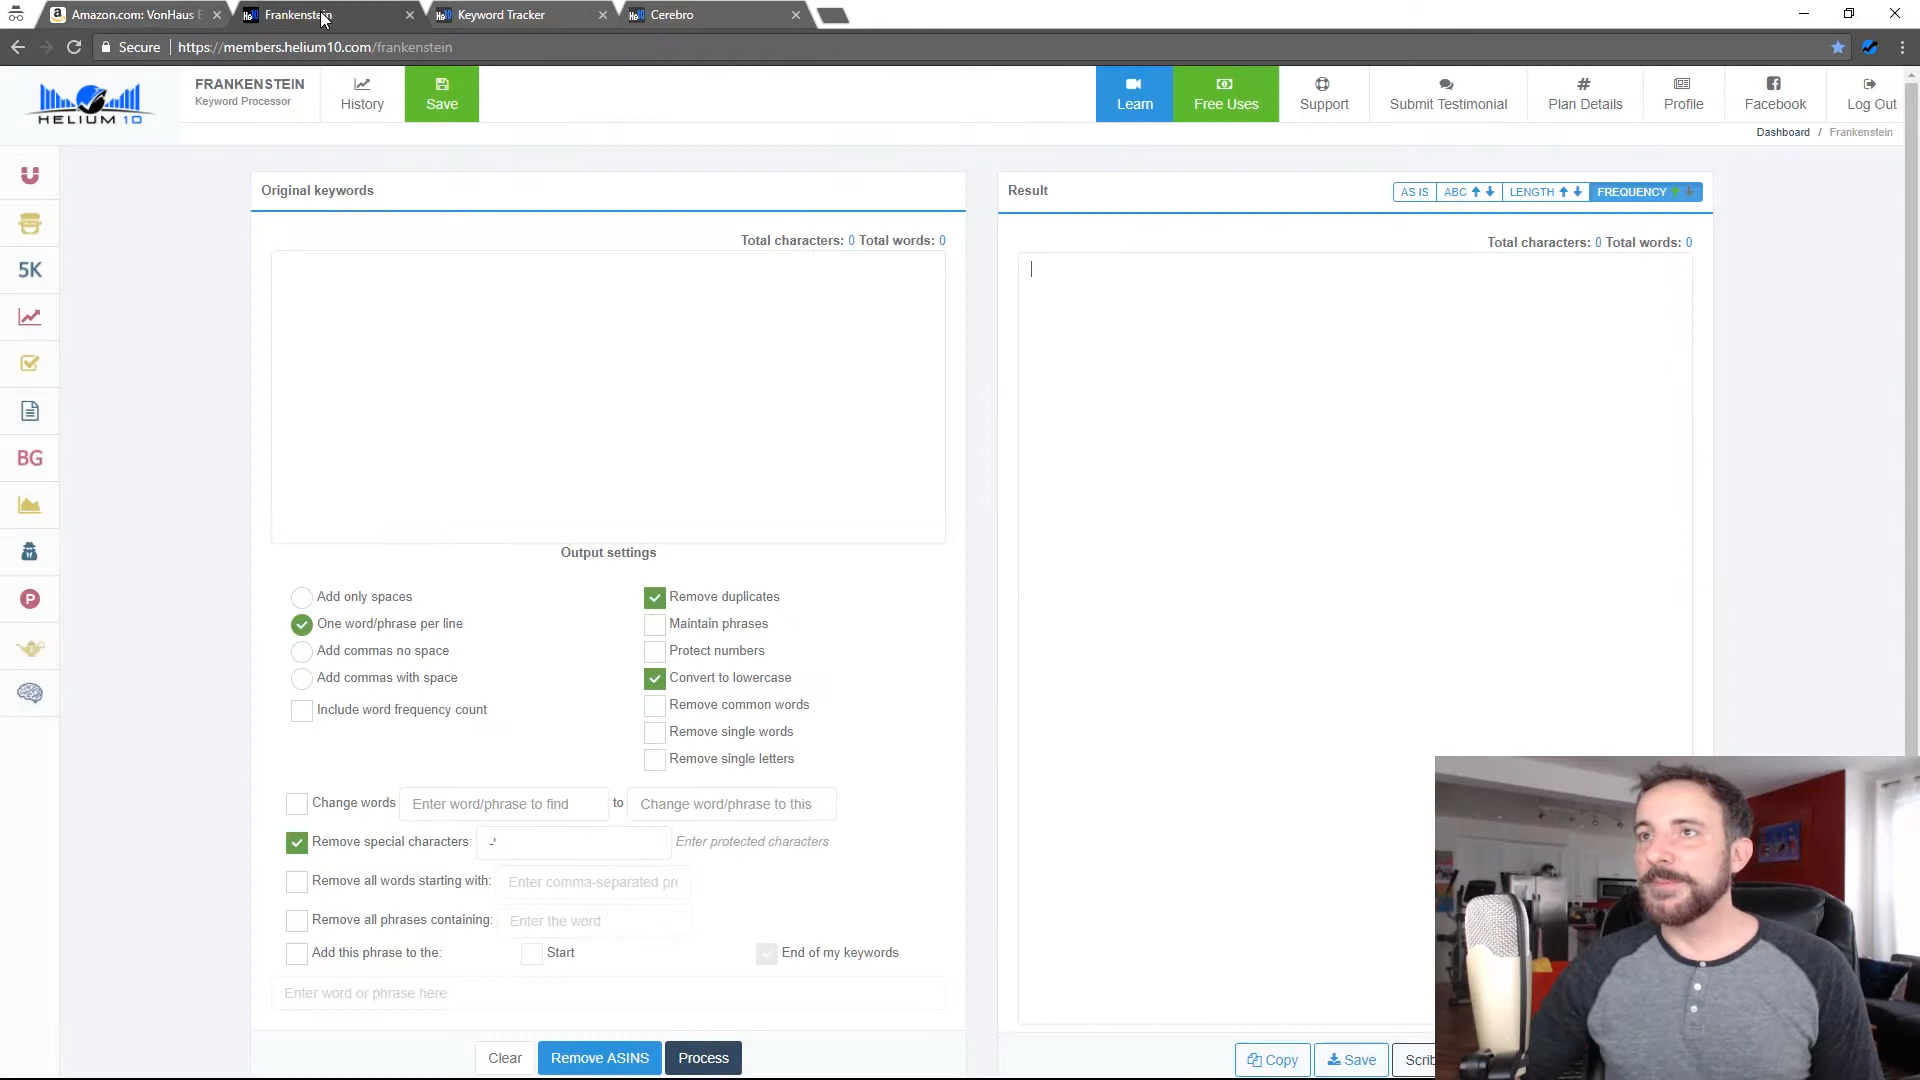 Amazon.com: VonHaus E
Frankenstein
Keyword Tracker
Cerebro
Secure
https://members.helium10.com/frankenstein
HELIUM 10
FRANKENSTEIN
Keyword Processor
History
Save
Learn
Free Uses
Support
Submit Testimonial
Plan Details
Profile
Facebook
Log Out
Dashboard / Frankenstein
5K
BG
P
Original keywords
Total characters: 0 Total words: 0
Output settings
Add only spaces
One word/phrase per line
Add commas no space
Add commas with space
Include word frequency count
Remove duplicates
Maintain phrases
Protect numbers
Convert to lowercase
Remove common words
Remove single words
Remove single letters
Change words
Enter word/phrase to find
to
Change word/phrase to this
Remove special characters:
-'
Enter protected characters
Remove all words starting with:
Enter comma-separated pre
Remove all phrases containing:
Enter the word
Add this phrase to the:
Start
End of my keywords
Enter word or phrase here
Clear
Remove ASINS
Process
Result
AS IS
ABC
LENGTH
FREQUENCY
Total characters: 0 Total words: 0
Copy
Save
Scrib